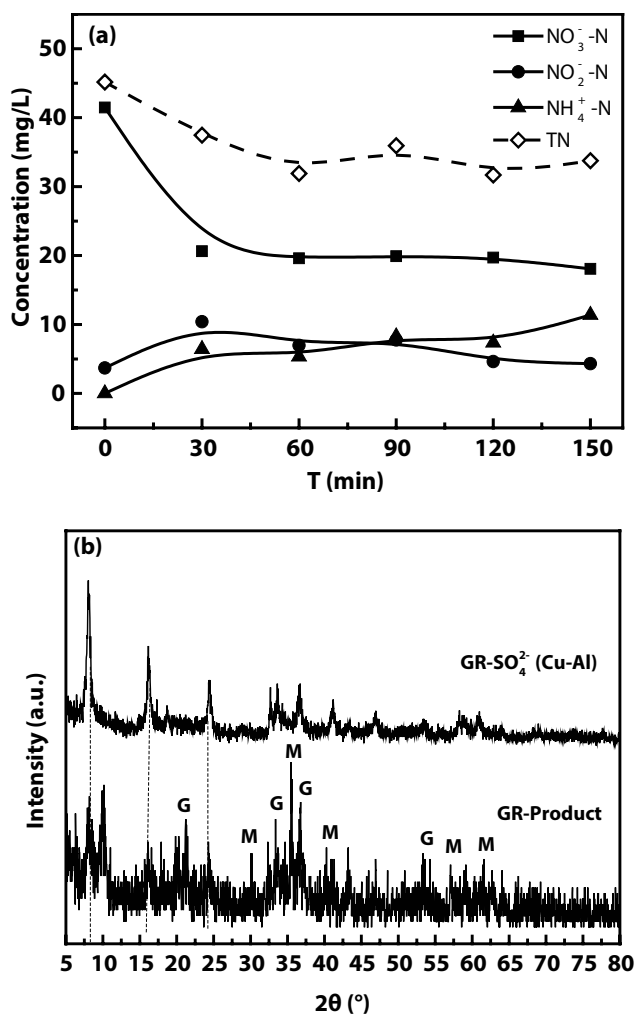 (a)
NO₃⁻-N
NO₂⁻-N
NH₄⁺-N
TN
Concentration (mg/L)
50
40
30
20
10
0
0 30 60 90 120 150
T (min)
(b)
GR-SO₄²⁻ (Cu-Al)
Intensity (a.u.)
M
G G
G M M G M M
GR-Product
5 10 15 20 25 30 35 40 45 50 55 60 65 70 75 80
2θ (°)